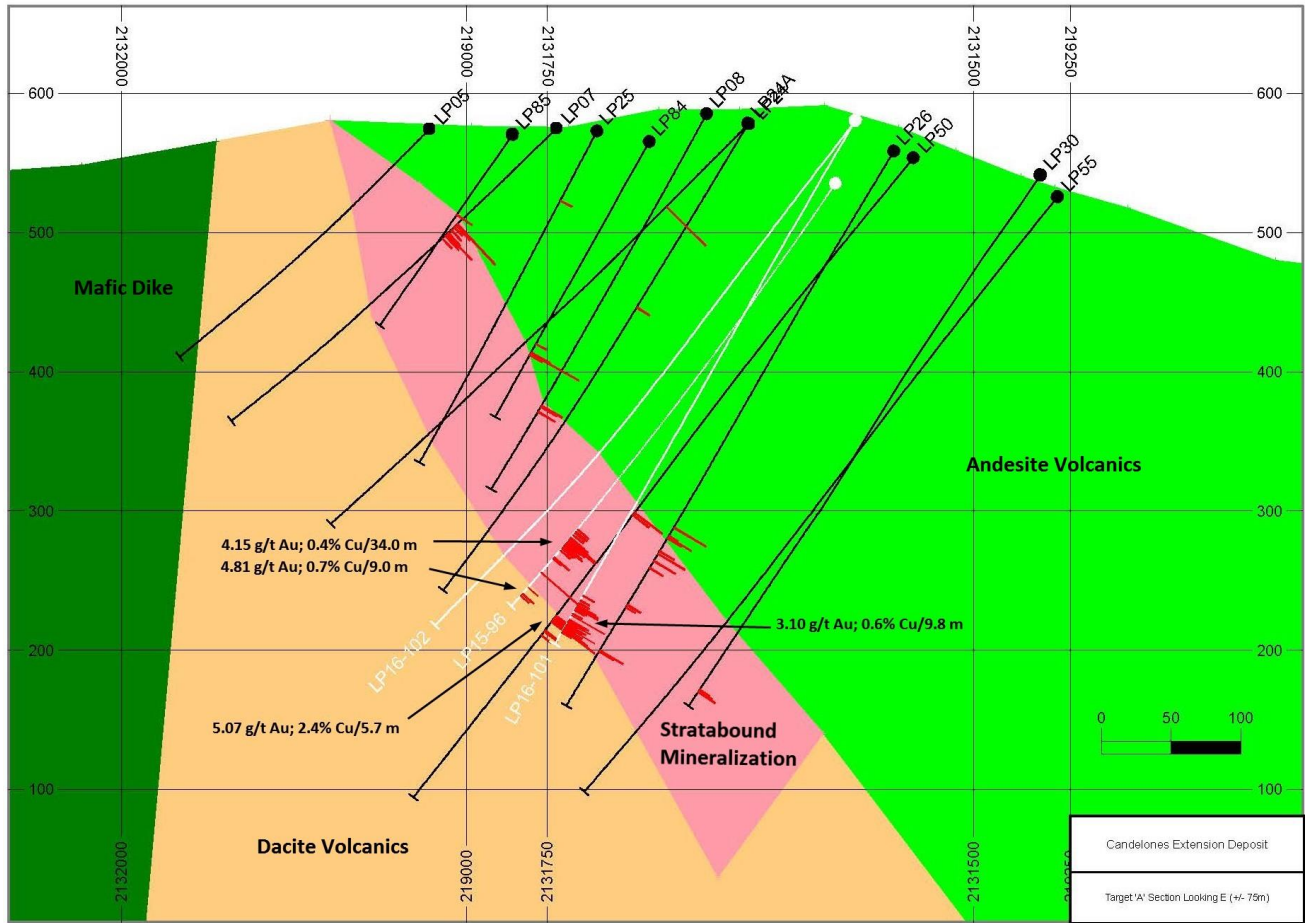 2132000
219000
2131750
2131500
219250
600
600
LP05
LP85
LP07
LP25
LP84
LP08
LP24A
LP26
LP50
LP30
LP55
500
500
Mafic Dike
400
400
Andesite Volcanics
300
300
4.15 g/t Au; 0.4% Cu/34.0 m
4.81 g/t Au; 0.7% Cu/9.0 m
3.10 g/t Au; 0.6% Cu/9.8 m
LP16-102
LP15-96
LP16-101
200
200
5.07 g/t Au; 2.4% Cu/5.7 m
Stratabound
Mineralization
0 50 100
100
100
Dacite Volcanics
2132000
219000
2131750
2131500
Candelones Extension Deposit
Target 'A' Section Looking E (+/- 75m)